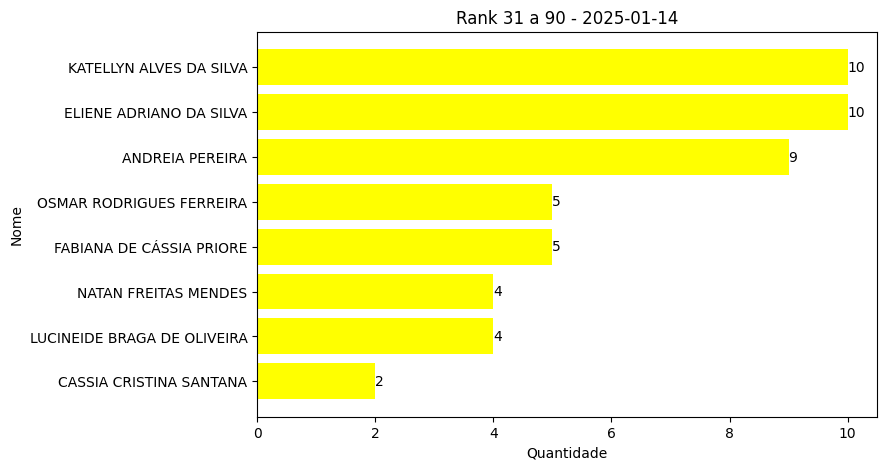 Rank 31 a 90 - 2025-01-14
Nome
KATELLYN ALVES DA SILVA 10
ELIENE ADRIANO DA SILVA 10
ANDREIA PEREIRA 9
OSMAR RODRIGUES FERREIRA 5
FABIANA DE CÁSSIA PRIORE 5
NATAN FREITAS MENDES 4
LUCINEIDE BRAGA DE OLIVEIRA 4
CASSIA CRISTINA SANTANA 2
0 2 4 6 8 10
Quantidade